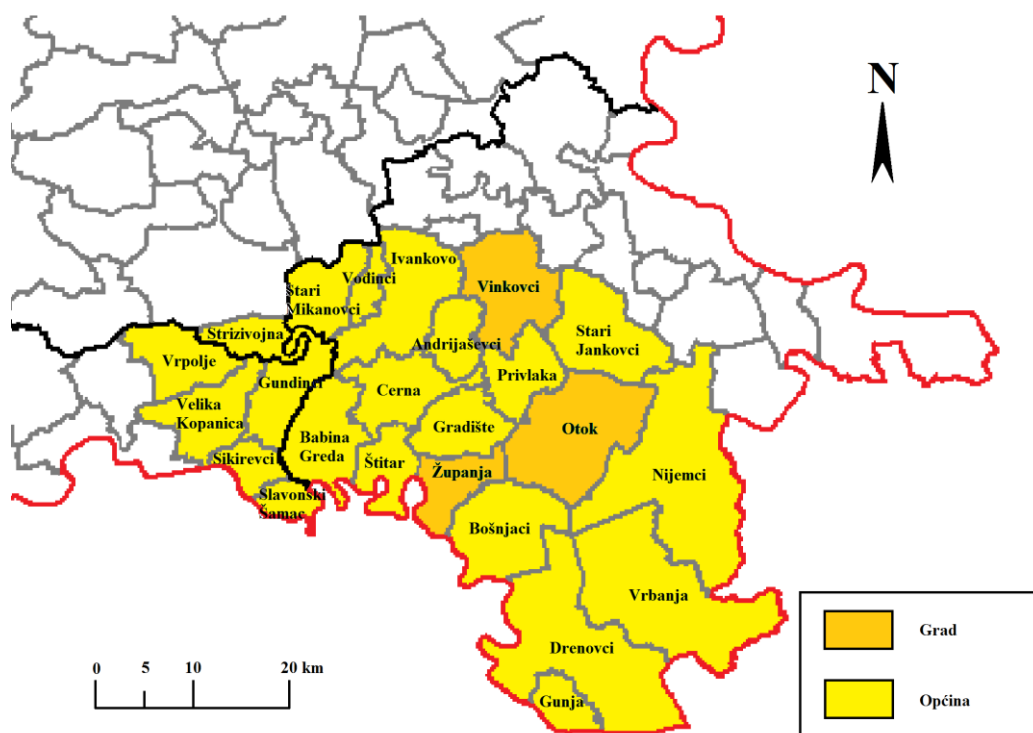 N
Ivankovo
Vodinci
Vinkovci
Stari
Mikanovci
Strizivojna
Stari
Jankovci
Andrijaševci
Vrpolje
Privlaka
Gundinci
Cerna
Velika
Kopanica
Gradište
Otok
Babina
Greda
Sikirevci
Štitar
Županja
Nijemci
Slavonski
Šamac
Bošnjaci
Vrbanja
Drenovci
Gunja
0 5 10 20 km
Grad
Općina